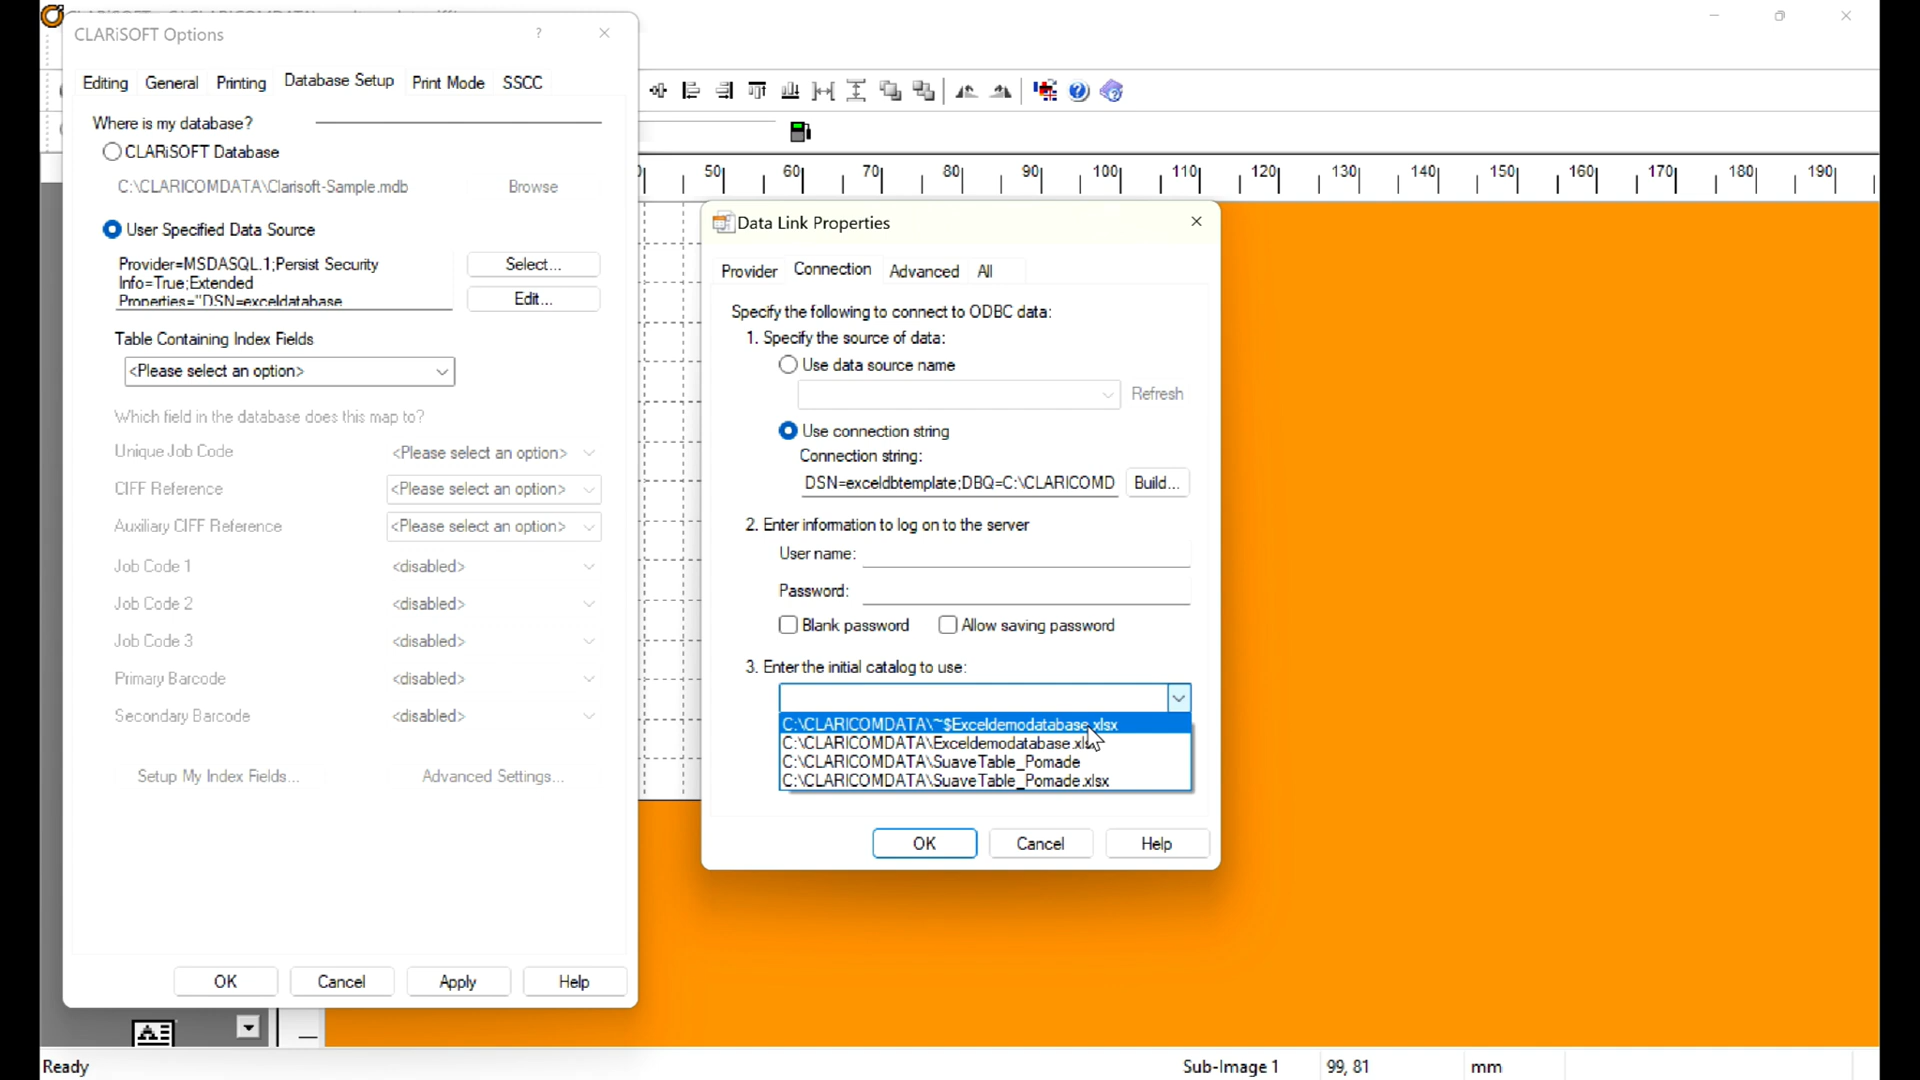 CLARiSOFT Options
Editing General Printing Database Setup Print Mode SSCC
Where is my database?
CLARiSOFT Database
C:\CLARICOMDATA\Clarisoft-Sample.mdb Browse
User Specified Data Source
Provider=MSDASQL.1;Persist Security
Info=True;Extended
Properties="DSN=exceldatabase
Select...
Edit...
Table Containing Index Fields
<Please select an option>
Which field in the database does this map to?
Unique Job Code <Please select an option>
CIFF Reference <Please select an option>
Auxiliary CIFF Reference <Please select an option>
Job Code 1 <disabled>
Job Code 2 <disabled>
Job Code 3 <disabled>
Primary Barcode <disabled>
Secondary Barcode <disabled>
Setup My Index Fields... Advanced Settings...
OK Cancel Apply Help
50 60 70 80 90 100 110 120 130 140 150 160 170 180 190
Data Link Properties
Provider Connection Advanced All
Specify the following to connect to ODBC data:
1. Specify the source of data:
Use data source name
Refresh
Use connection string
Connection string:
DSN=exceldbtemplate;DBQ=C:\CLARICOMD Build...
2. Enter information to log on to the server
User name:
Password:
Blank password Allow saving password
3. Enter the initial catalog to use:
C:\CLARICOMDATA\~$Exceldemodatabase.xlsx
C:\CLARICOMDATA\Exceldemodatabase.xlsx
C:\CLARICOMDATA\SuaveTable_Pomade
C:\CLARICOMDATA\SuaveTable_Pomade.xlsx
OK Cancel Help
Ready Sub-Image 1 99, 81 mm